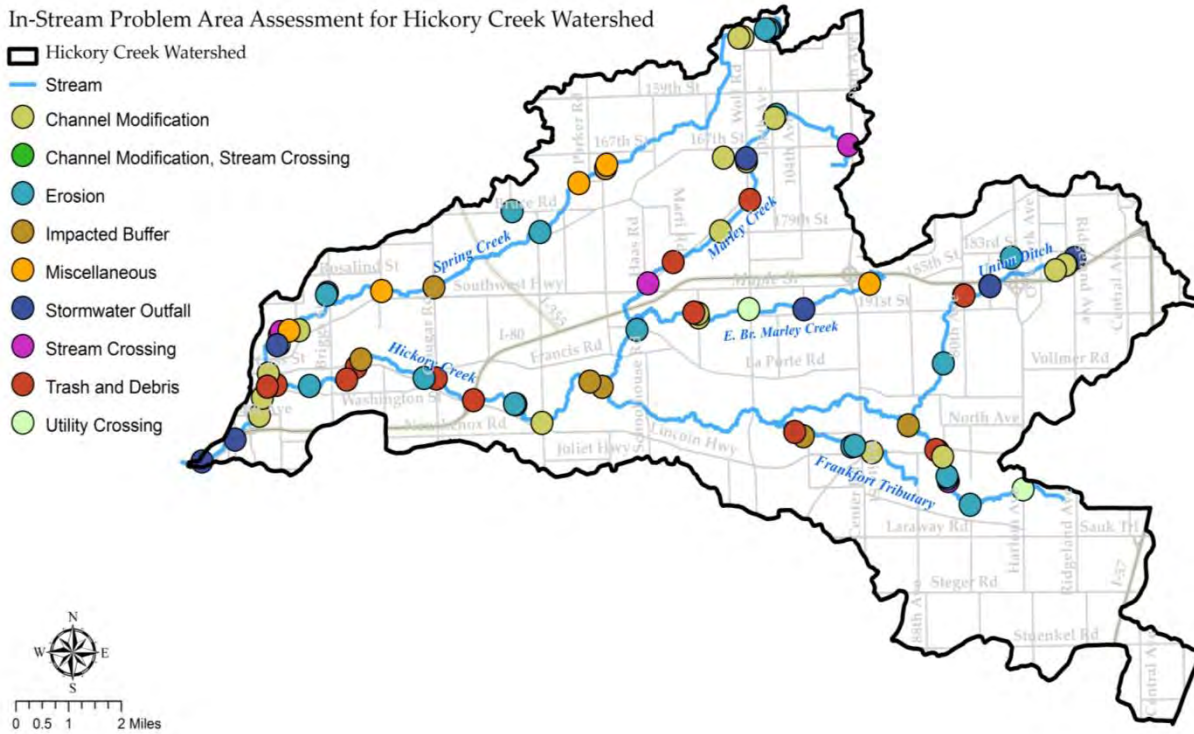 In-Stream Problem Area Assessment for Hickory Creek Watershed
Hickory Creek Watershed
Stream
Channel Modification
Channel Modification, Stream Crossing
Erosion
Impacted Buffer
Miscellaneous
Stormwater Outfall
Stream Crossing
Trash and Debris
Utility Crossing
159th St
Wolf Rd
Parker Rd
167th St
167th St
104th Ave
Bruce Rd
179th St
Marley Creek
Spring Creek
Haas Rd
Rosalind St
Southwest Hwy
Maple St
185th St
183rd St
Union Ditch
Ridgeland Ave
Central Ave
191st St
I-355
I-80
E. Br. Marley Creek
Francis Rd
La Porte Rd
Vollmer Rd
80th Ave
Hickory Creek
Washington St
North Ave
Lincoln Hwy
Joliet Hwy
Frankfort Tributary
Laraway Rd
Harlem Ave
Ridgeland Ave
Sauk Trl
I-57
Steger Rd
88th Ave
Stuenkel Rd
Central Ave
N
W
E
S
0 0.5 1 2 Miles